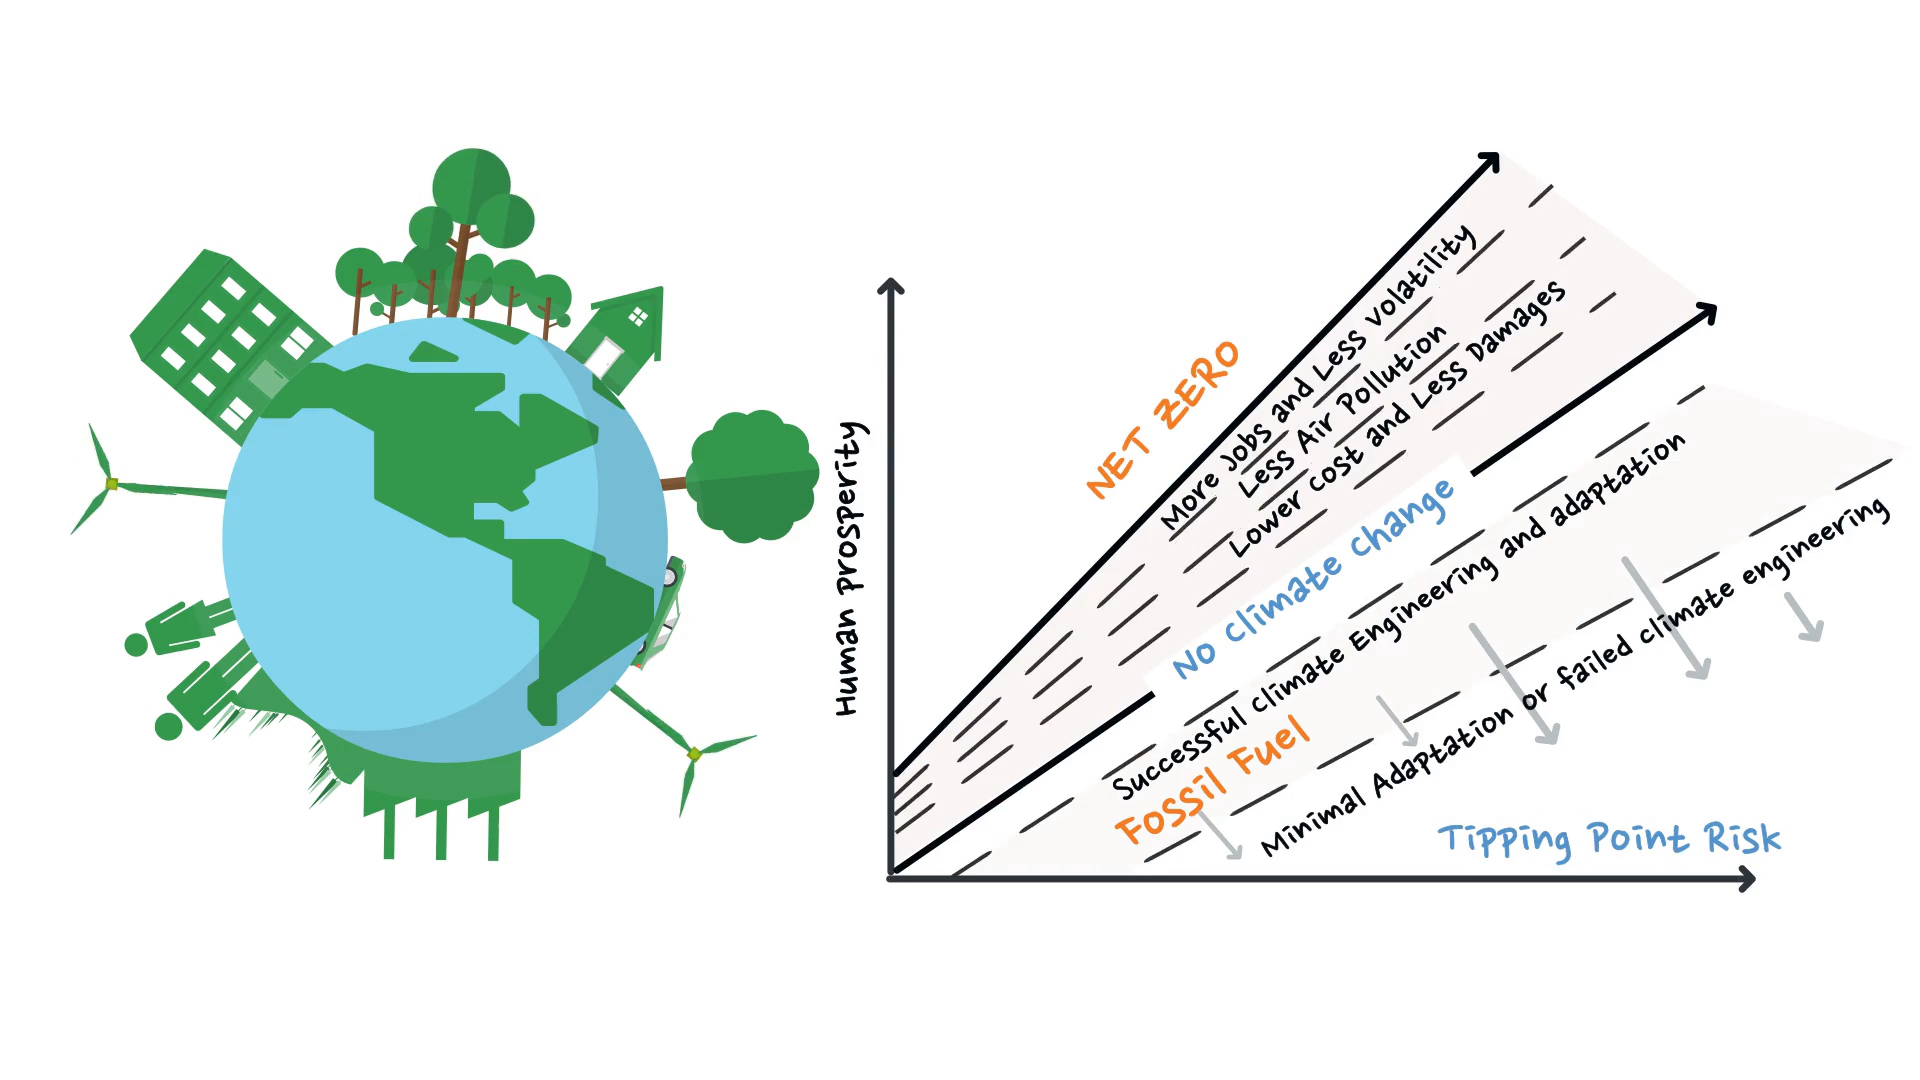 Human prosperity
NET ZERO
More Jobs and Less volatility
Less Air Pollution
Lower cost and Less Damages
No climate change
Successful climate Engineering and adaptation
Fossil Fuel
Minimal Adaptation or failed climate engineering
Tipping Point Risk